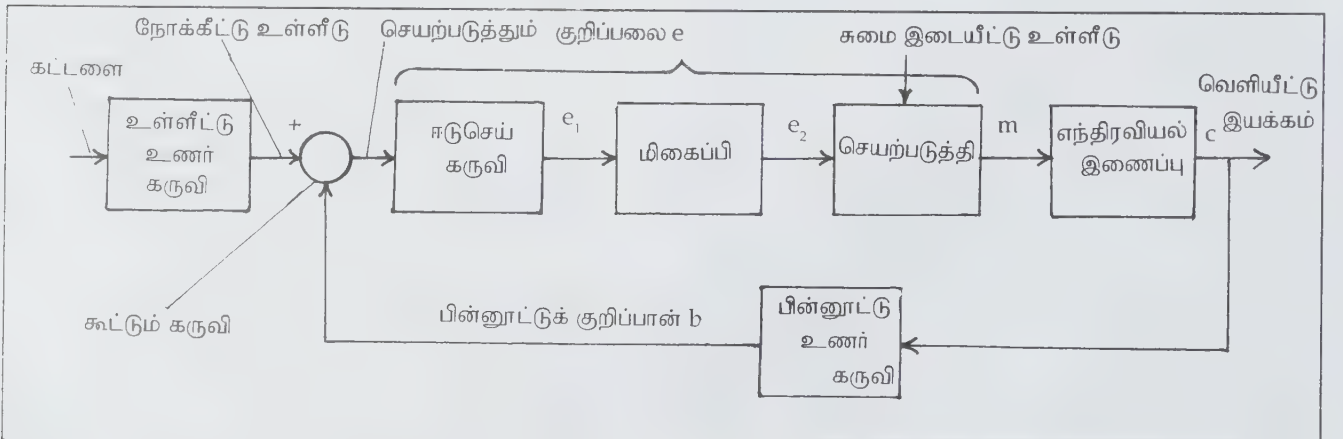 நோக்கீட்டு உள்ளீடு
செயற்படுத்தும் குறிப்பலை e
சுமை இடையீட்டு உள்ளீடு
கட்டளை
வெளியீட்டு
இயக்கம்
உள்ளீட்டு
உணர்
கருவி
+
ஈடுசெய்
கருவி
e₁
மிகைப்பி
e₂
செயற்படுத்தி
m
எந்திரவியல்
இணைப்பு
c
கூட்டும் கருவி
பின்னூட்டுக் குறிப்பான் b
பின்னூட்டு
உணர்
கருவி